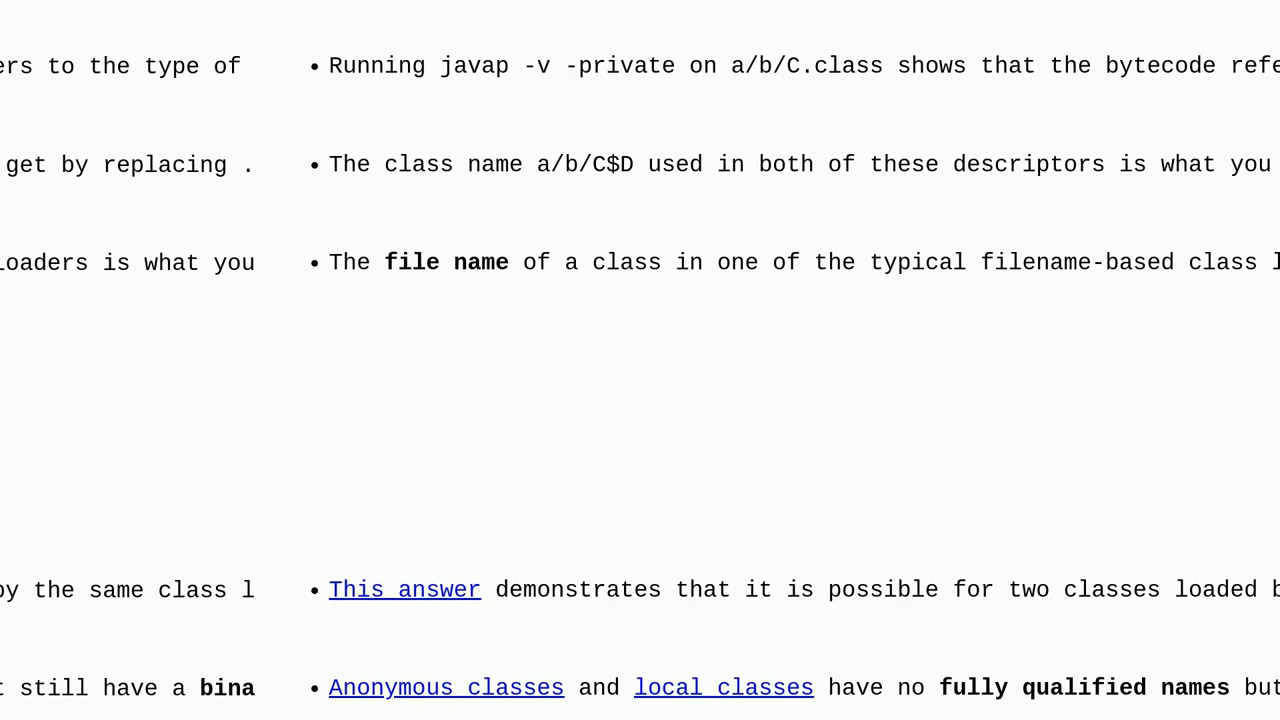 ers to the type of
get by replacing .
loaders is what you
by the same class l
t still have a bina
• Running javap -v -private on a/b/C.class shows that the bytecode refe
• The class name a/b/C$D used in both of these descriptors is what you
• The file name of a class in one of the typical filename-based class l
• This answer demonstrates that it is possible for two classes loaded b
• Anonymous classes and local classes have no fully qualified names but